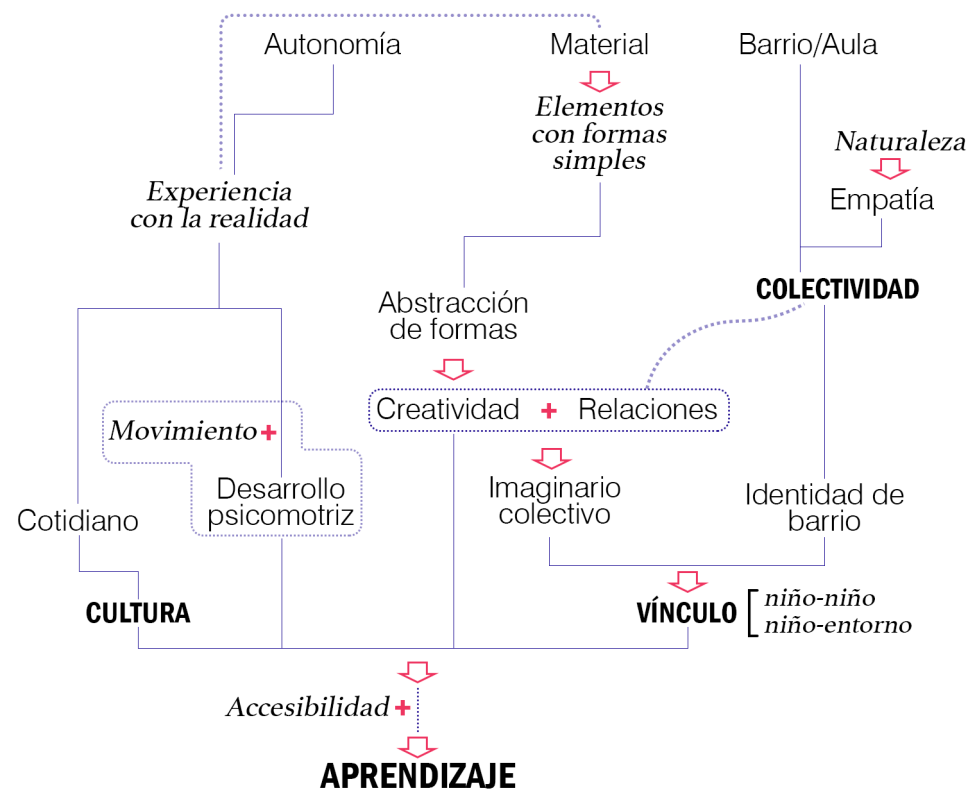 Autonomía
Material
Barrio/Aula
Elementos
con formas
simples
Naturaleza
Empatía
Experiencia
con la realidad
COLECTIVIDAD
Abstracción
de formas
Creatividad + Relaciones
Movimiento +
Desarrollo
psicomotriz
Imaginario
colectivo
Identidad de
barrio
Cotidiano
CULTURA
VÍNCULO
niño-niño
niño-entorno
Accesibilidad +
APRENDIZAJE